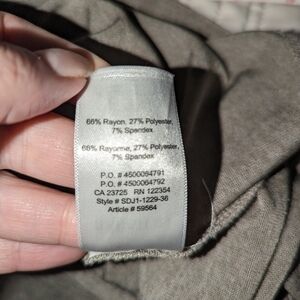 66% Rayon, 27% Polyester,
7% Spandex
66% Rayonne, 27% Polyester,
7% Spandex
P.O. # 4500064791
P.O. # 4500064792
CA 23725 RN 122354
Style # SDJ1-1229-36
Article # 59564